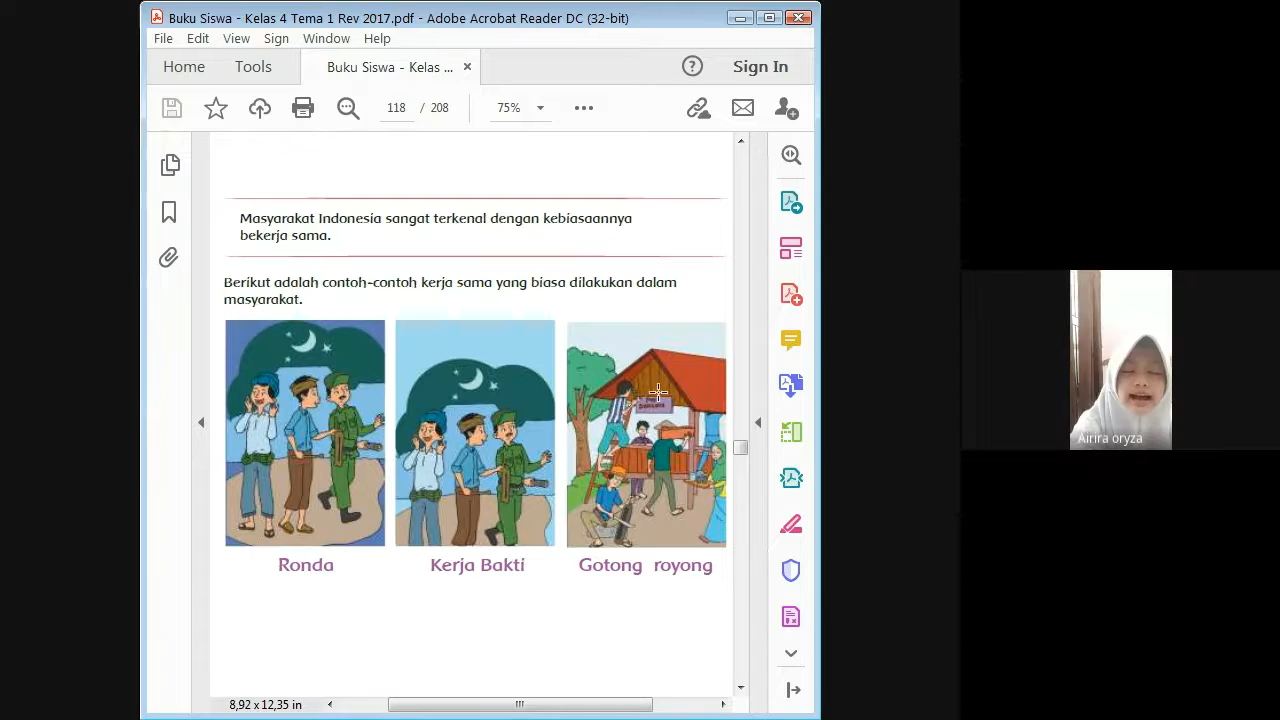 Buku Siswa - Kelas 4 Tema 1 Rev 2017.pdf - Adobe Acrobat Reader DC (32-bit)
File Edit View Sign Window Help
Home Tools Buku Siswa - Kelas ... × Sign In
118 / 208 75%
Masyarakat Indonesia sangat terkenal dengan kebiasaannya
bekerja sama.
Berikut adalah contoh-contoh kerja sama yang biasa dilakukan dalam
masyarakat.
Ronda Kerja Bakti Gotong royong
Airira oryza
8,92 x 12,35 in